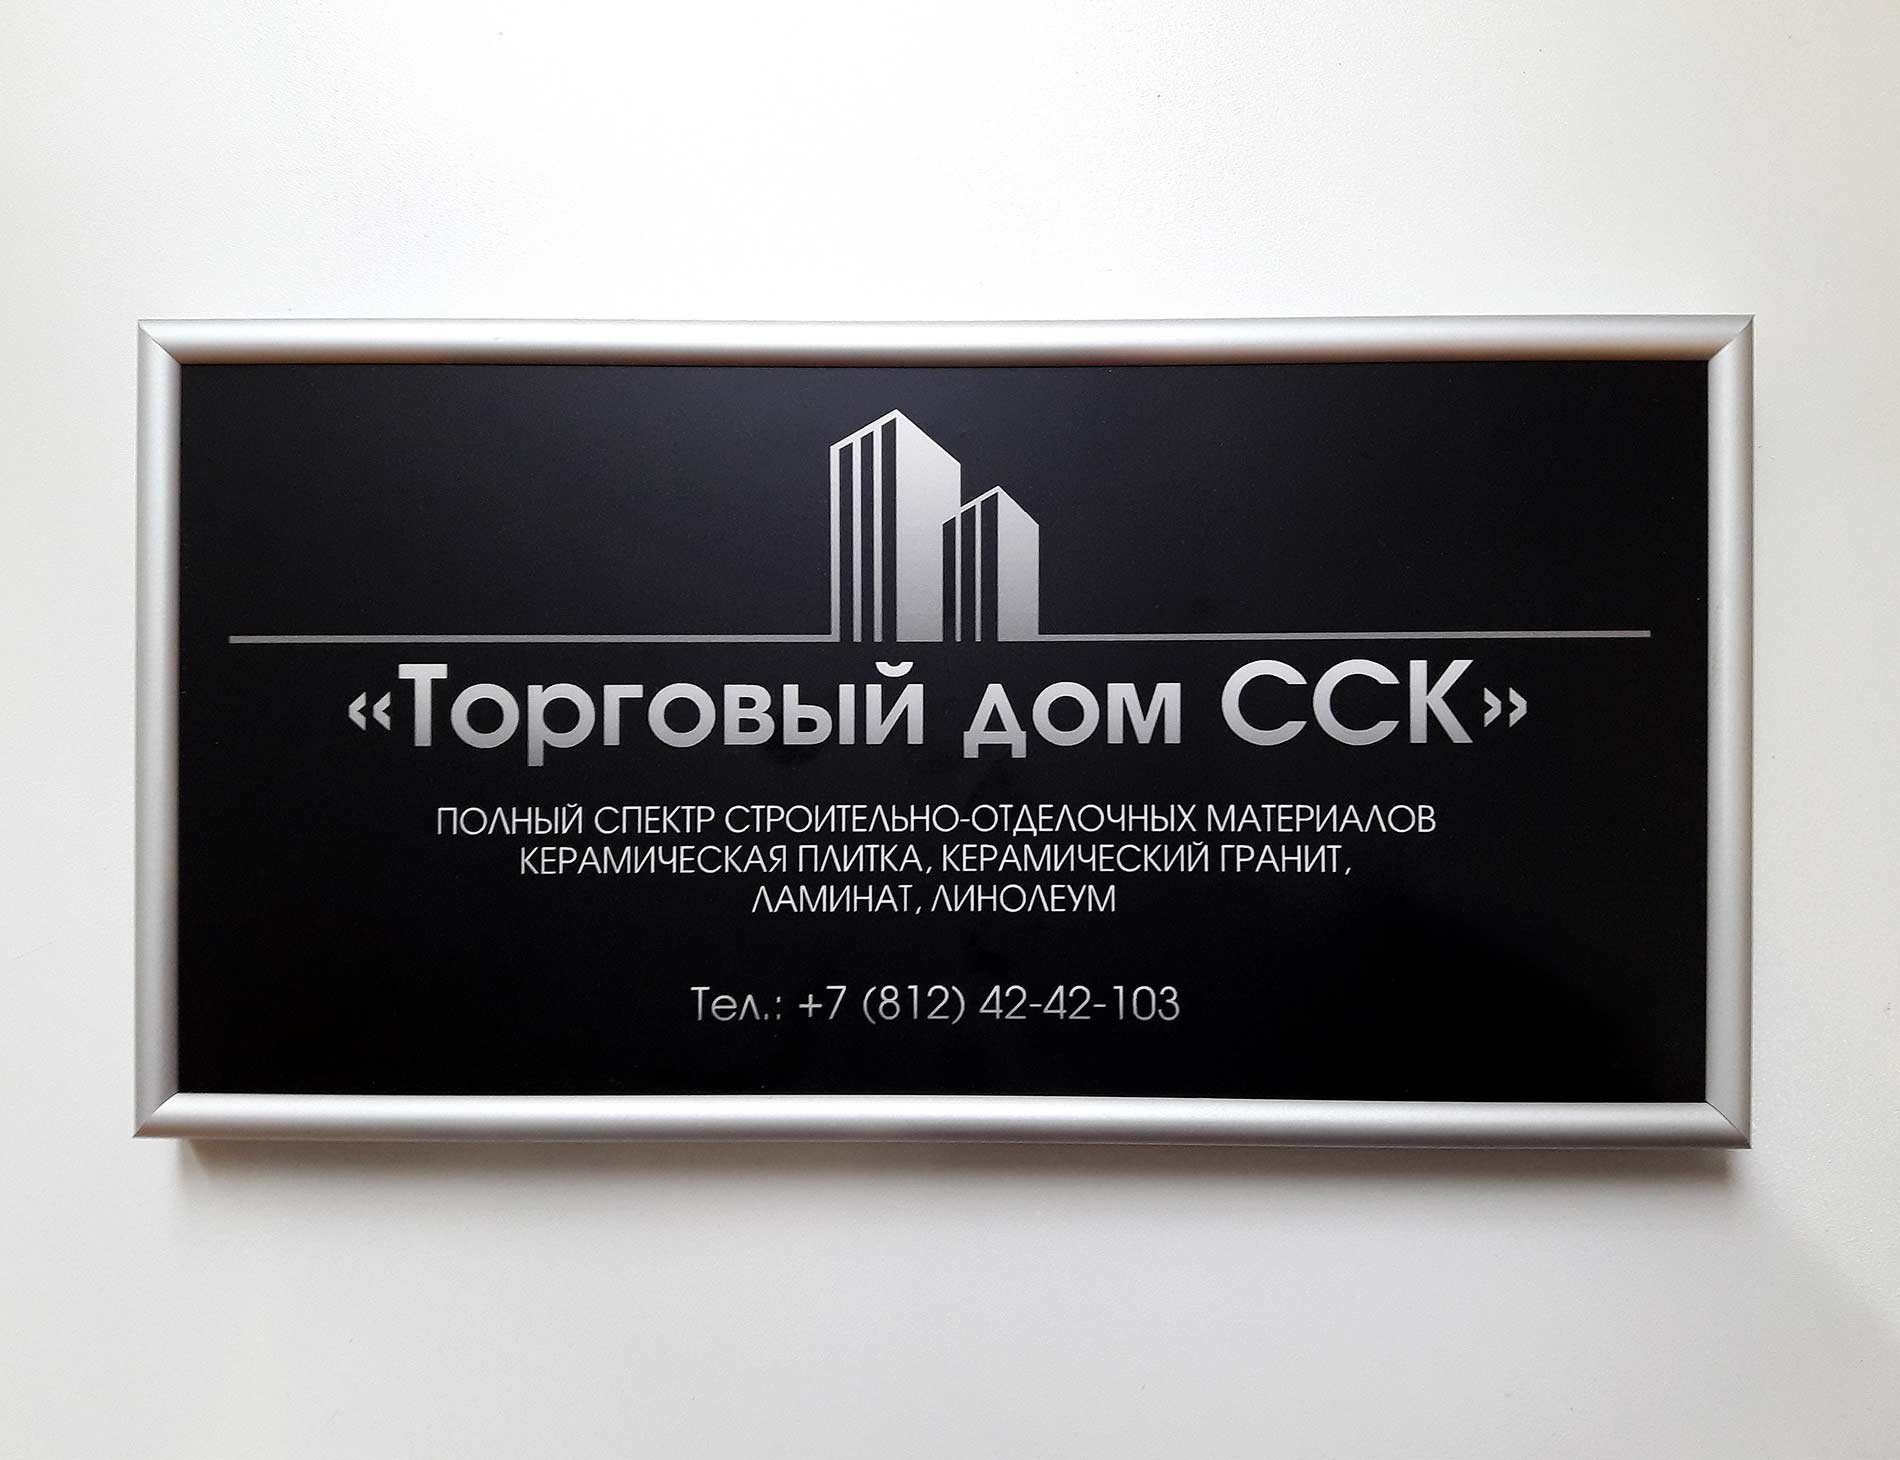 «Торговый дом ССК»
ПОЛНЫЙ СПЕКТР СТРОИТЕЛЬНО-ОТДЕЛОЧНЫХ МАТЕРИАЛОВ
КЕРАМИЧЕСКАЯ ПЛИТКА, КЕРАМИЧЕСКИЙ ГРАНИТ,
ЛАМИНАТ, ЛИНОЛЕУМ
Тел.: +7 (812) 42-42-103